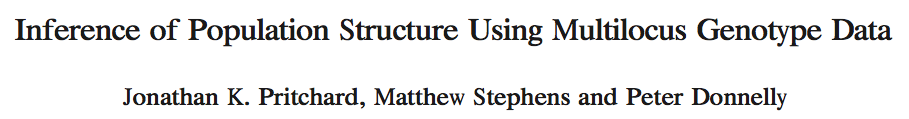 Inference of Population Structure Using Multilocus Genotype Data
Jonathan K. Pritchard, Matthew Stephens and Peter Donnelly